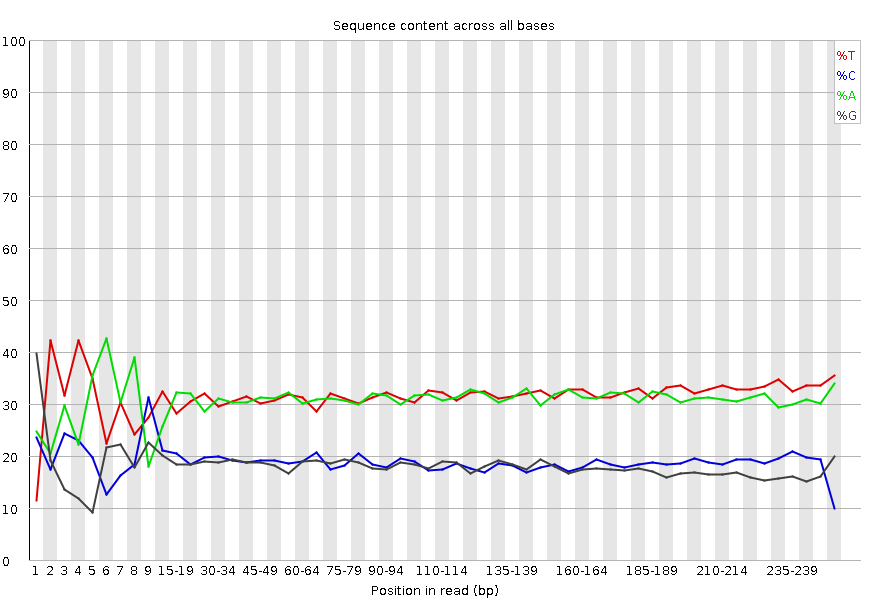 Sequence content across all bases
100
90
80
70
60
50
40
30
20
10
0
%T
%C
%A
%G
1 2 3 4 5 6 7 8 9 15-19 30-34 45-49 60-64 75-79 90-94 110-114 135-139 160-164 185-189 210-214 235-239
Position in read (bp)